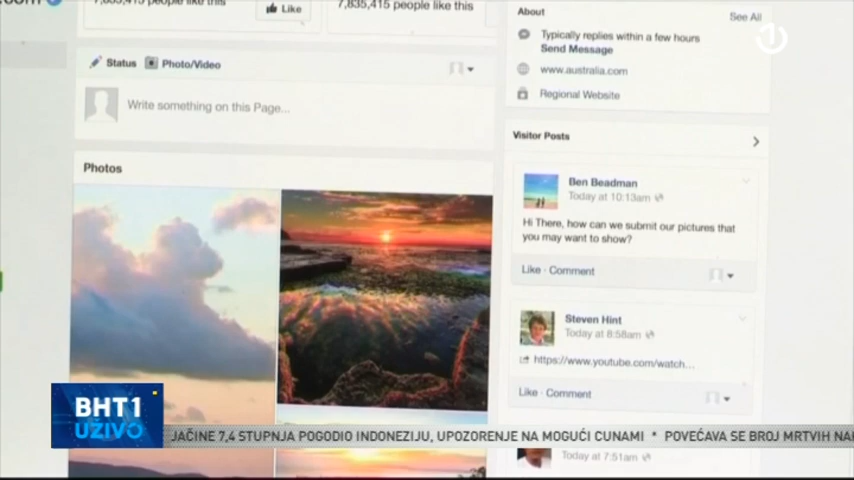 7,835,415 people like this
Like
7,835,415 people like this
Status
Photo/Video
Write something on this Page...
Photos
About
See All
Typically replies within a few hours
Send Message
www.australia.com
Regional Website
Visitor Posts
Ben Beadman
Today at 10:13am
Hi There, how can we submit our pictures that
you may want to show?
Like · Comment
Steven Hint
Today at 8:58am
https://www.youtube.com/watch...
Like · Comment
Today at 7:51am
1
BHT1
UŽIVO
JAČINE 7,4 STUPNJA POGODIO INDONEZIJU, UPOZORENJE NA MOGUĆI CUNAMI * POVEĆAVA SE BROJ MRTVIH